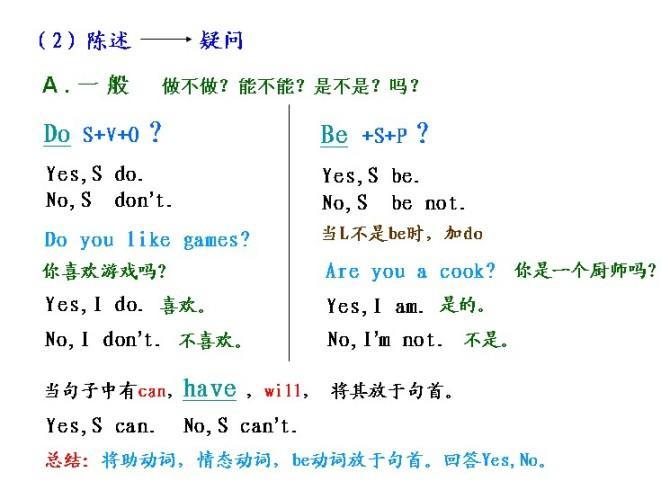 （2）陈述 ——→ 疑问
A．一般 做不做？能不能？是不是？吗？
Do S+V+O？
Yes,S do.
No,S don't.
Do you like games?
你喜欢游戏吗？
Yes,I do. 喜欢。
No,I don't. 不喜欢。
Be +S+P？
Yes,S be.
No,S be not.
当L不是be时，加do
Are you a cook? 你是一个厨师吗？
Yes,I am. 是的。
No,I'm not. 不是。
当句子中有can，have，will， 将其放于句首。
Yes,S can. No,S can't.
总结：将助动词，情态动词，be动词放于句首。回答Yes,No。